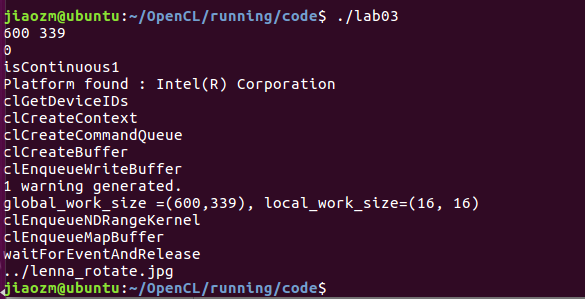 jiaozm@ubuntu:~/OpenCL/running/code$ ./lab03
600 339
0
isContinuous1
Platform found : Intel(R) Corporation
clGetDeviceIDs
clCreateContext
clCreateCommandQueue
clCreateBuffer
clEnqueueWriteBuffer
1 warning generated.
global_work_size =(600,339), local_work_size=(16, 16)
clEnqueueNDRangeKernel
clEnqueueMapBuffer
waitForEventAndRelease
../lenna_rotate.jpg
jiaozm@ubuntu:~/OpenCL/running/code$